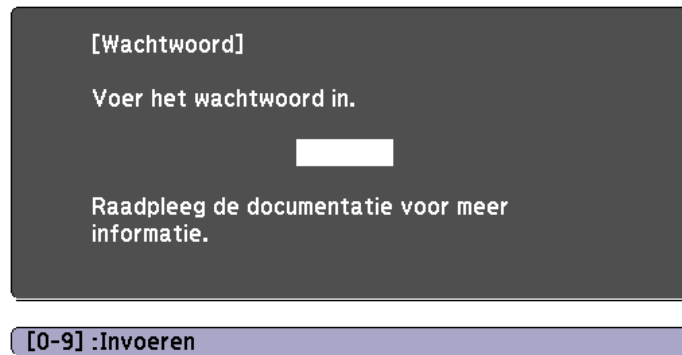 [Wachtwoord]
Voer het wachtwoord in.
Raadpleeg de documentatie voor meer
informatie.
[0-9] :Invoeren